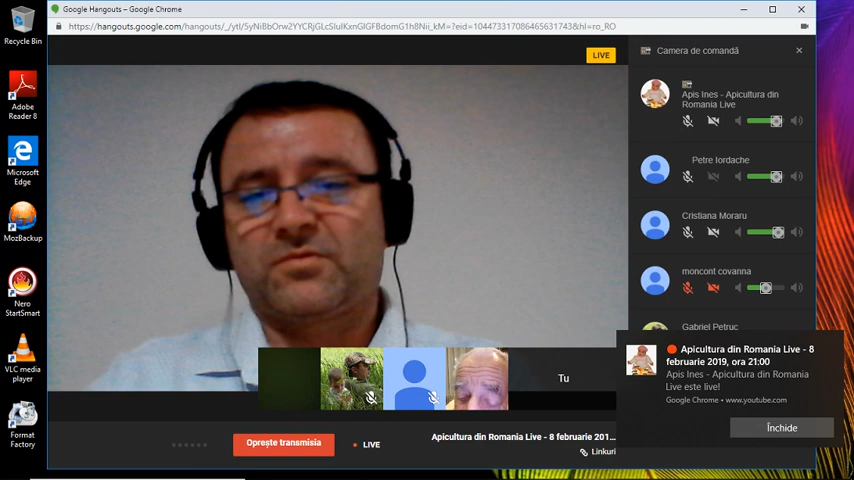 Google Hangouts – Google Chrome
https://hangouts.google.com/hangouts/_/ytl/5yNiBbOrw2YYCRjGLcSIulKxnGlGFBdomG1h8Nii_kM=?eid=104473317086465631743&hl=ro_RO
Recycle Bin
Adobe
Reader 8
Microsoft
Edge
MozBackup
Nero
StartSmart
VLC media
player
Format
Factory
LIVE
Camera de comandă
Apis Ines - Apicultura din
Romania Live
Petre Iordache
Cristiana Moraru
moncont covanna
Gabriel Petruc
Tu
Apicultura din Romania Live - 8
februarie 2019, ora 21:00
Apis Ines - Apicultura din Romania
Live este live!
Google Chrome • www.youtube.com
Închide
Oprește transmisia
LIVE
Apicultura din Romania Live - 8 februarie 201...
Linkuri